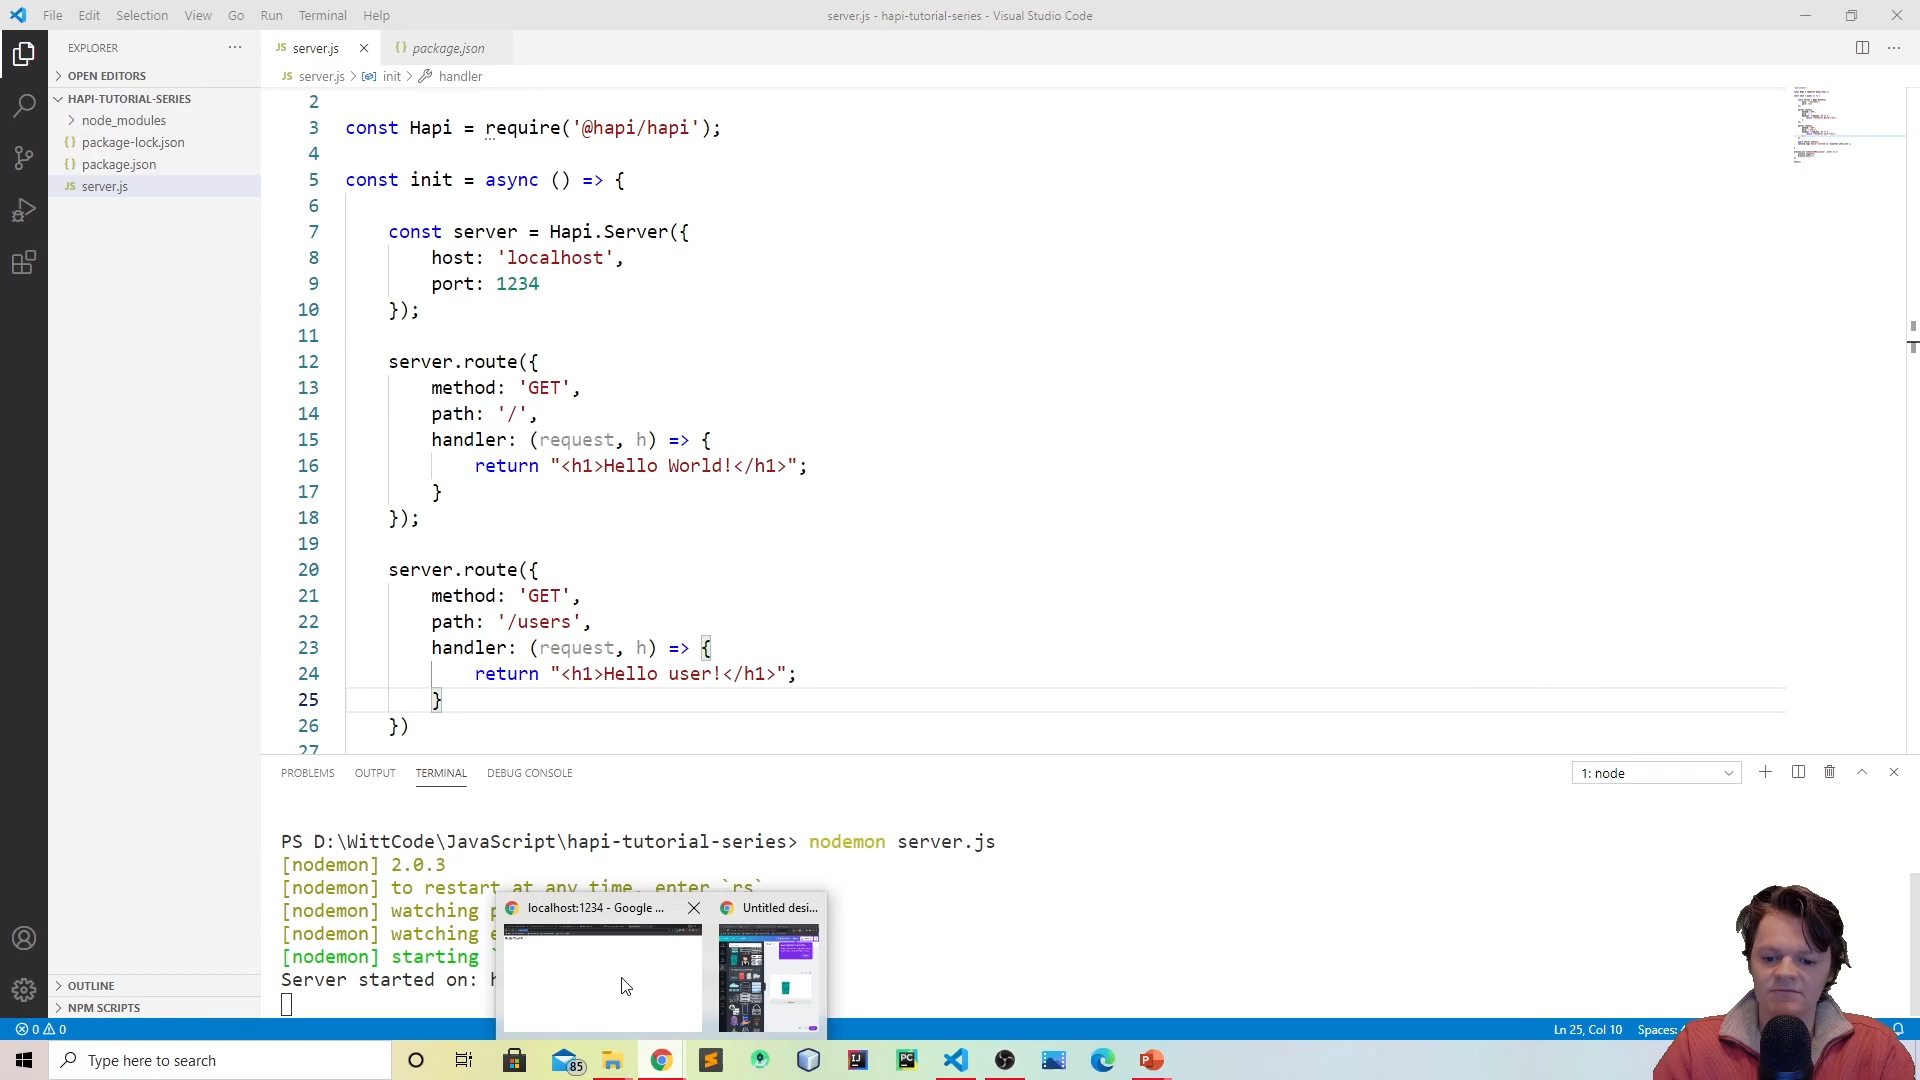 File Edit Selection View Go Run Terminal Help
server.js - hapi-tutorial-series - Visual Studio Code
EXPLORER
OPEN EDITORS
HAPI-TUTORIAL-SERIES
node_modules
{} package-lock.json
{} package.json
JS server.js
OUTLINE
NPM SCRIPTS
JS server.js
{} package.json
JS server.js > init > handler
2
3 const Hapi = require('@hapi/hapi');
4
5 const init = async () => {
6
7 const server = Hapi.Server({
8 host: 'localhost',
9 port: 1234
10 });
11
12 server.route({
13 method: 'GET',
14 path: '/',
15 handler: (request, h) => {
16 return "<h1>Hello World!</h1>";
17 }
18 });
19
20 server.route({
21 method: 'GET',
22 path: '/users',
23 handler: (request, h) => {
24 return "<h1>Hello user!</h1>";
25 }
26 })
27
PROBLEMS OUTPUT TERMINAL DEBUG CONSOLE
1: node
PS D:\WittCode\JavaScript\hapi-tutorial-series> nodemon server.js
[nodemon] 2.0.3
[nodemon] to restart at any time, enter `rs`
[nodemon] watching
[nodemon] watching
[nodemon] starting `
Server started on:
localhost:1234 - Google ...
Untitled desi...
0 0
Ln 25, Col 10 Spaces:
Type here to search
85
IJ
PC
P